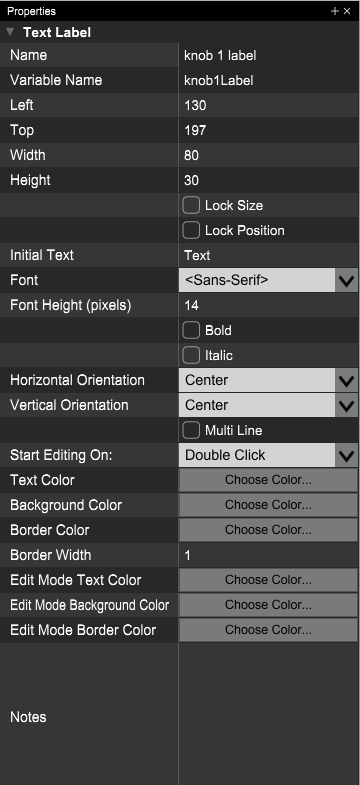 Properties + ×
Text Label
Name knob 1 label
Variable Name knob1Label
Left 130
Top 197
Width 80
Height 30
Lock Size
Lock Position
Initial Text Text
Font <Sans-Serif>
Font Height (pixels) 14
Bold
Italic
Horizontal Orientation Center
Vertical Orientation Center
Multi Line
Start Editing On: Double Click
Text Color Choose Color...
Background Color Choose Color...
Border Color Choose Color...
Border Width 1
Edit Mode Text Color Choose Color...
Edit Mode Background Color Choose Color...
Edit Mode Border Color Choose Color...
Notes